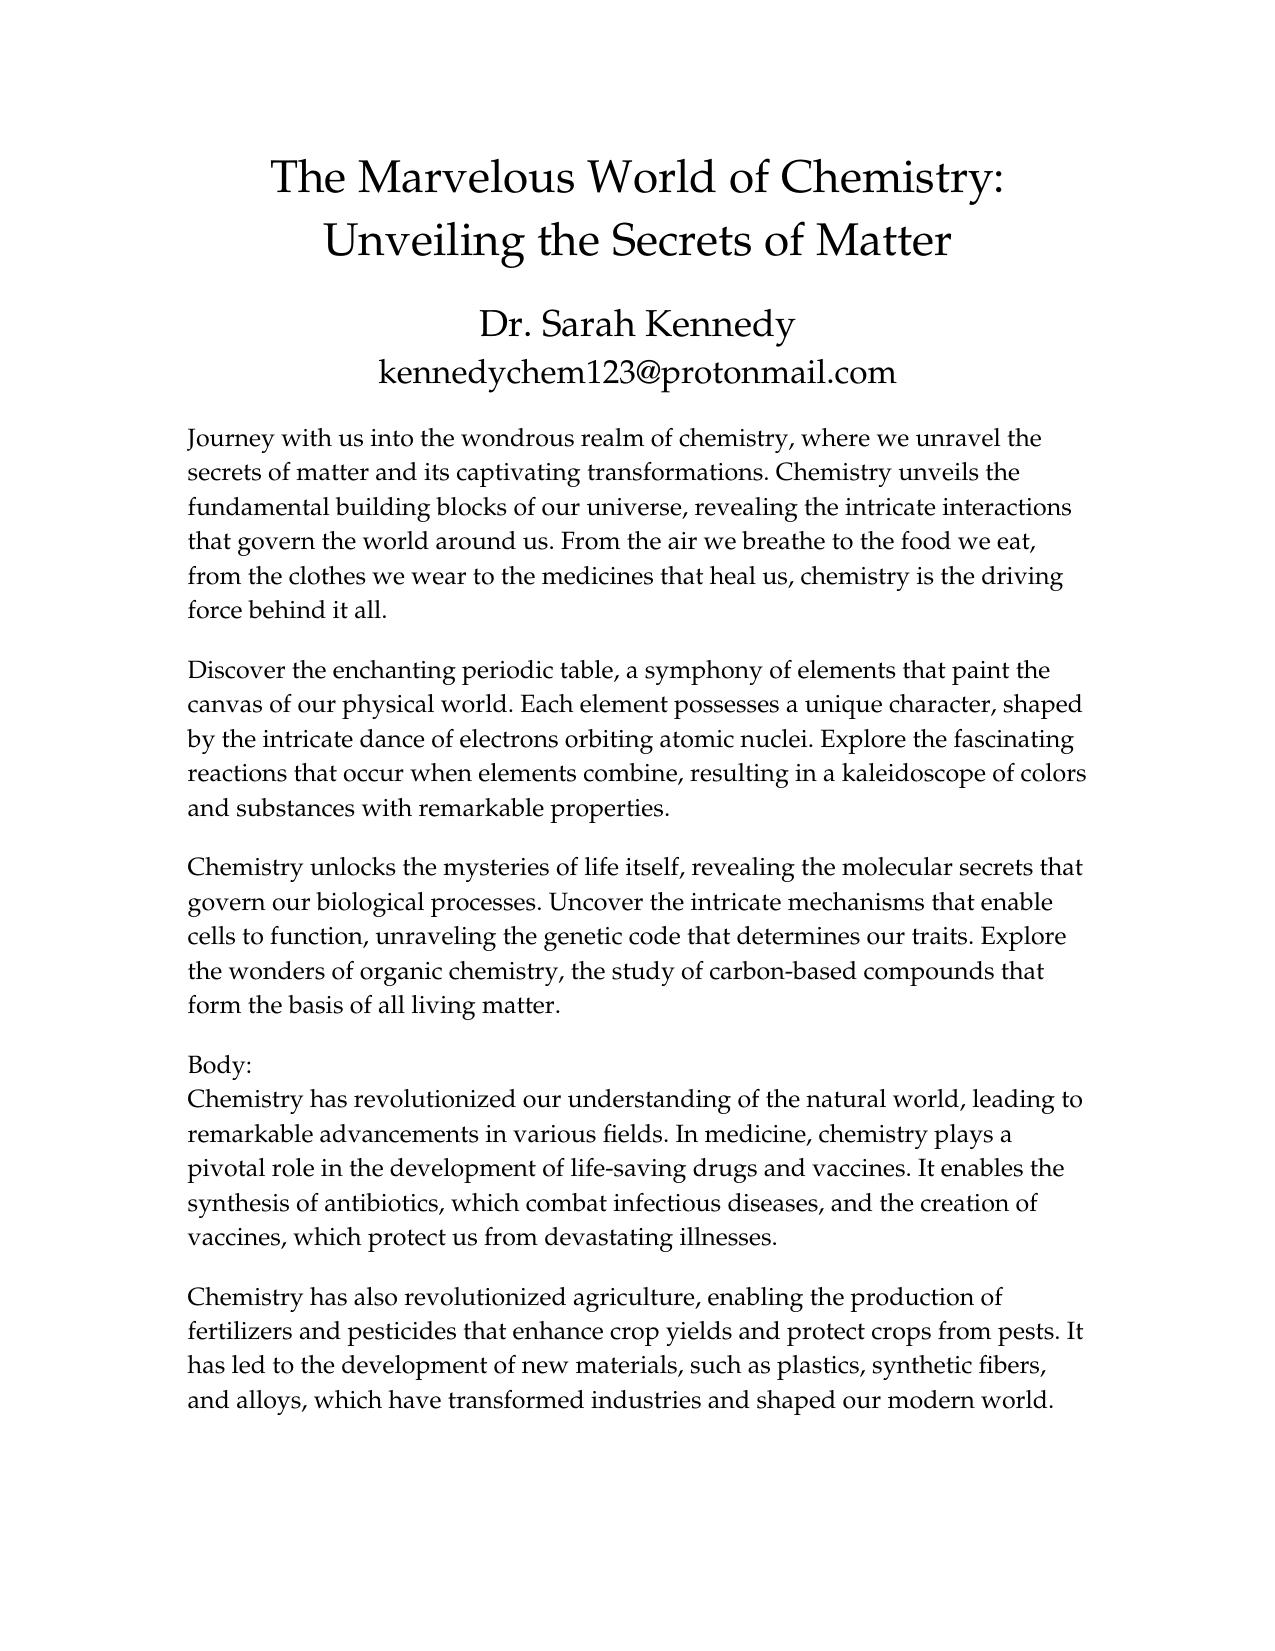 The Marvelous World of Chemistry:
Unveiling the Secrets of Matter
Dr. Sarah Kennedy
kennedychem123@protonmail.com
Journey with us into the wondrous realm of chemistry, where we unravel the
secrets of matter and its captivating transformations. Chemistry unveils the
fundamental building blocks of our universe, revealing the intricate interactions
that govern the world around us. From the air we breathe to the food we eat,
from the clothes we wear to the medicines that heal us, chemistry is the driving
force behind it all.
Discover the enchanting periodic table, a symphony of elements that paint the
canvas of our physical world. Each element possesses a unique character, shaped
by the intricate dance of electrons orbiting atomic nuclei. Explore the fascinating
reactions that occur when elements combine, resulting in a kaleidoscope of colors
and substances with remarkable properties.
Chemistry unlocks the mysteries of life itself, revealing the molecular secrets that
govern our biological processes. Uncover the intricate mechanisms that enable
cells to function, unraveling the genetic code that determines our traits. Explore
the wonders of organic chemistry, the study of carbon-based compounds that
form the basis of all living matter.
Body:
Chemistry has revolutionized our understanding of the natural world, leading to
remarkable advancements in various fields. In medicine, chemistry plays a
pivotal role in the development of life-saving drugs and vaccines. It enables the
synthesis of antibiotics, which combat infectious diseases, and the creation of
vaccines, which protect us from devastating illnesses.
Chemistry has also revolutionized agriculture, enabling the production of
fertilizers and pesticides that enhance crop yields and protect crops from pests. It
has led to the development of new materials, such as plastics, synthetic fibers,
and alloys, which have transformed industries and shaped our modern world.